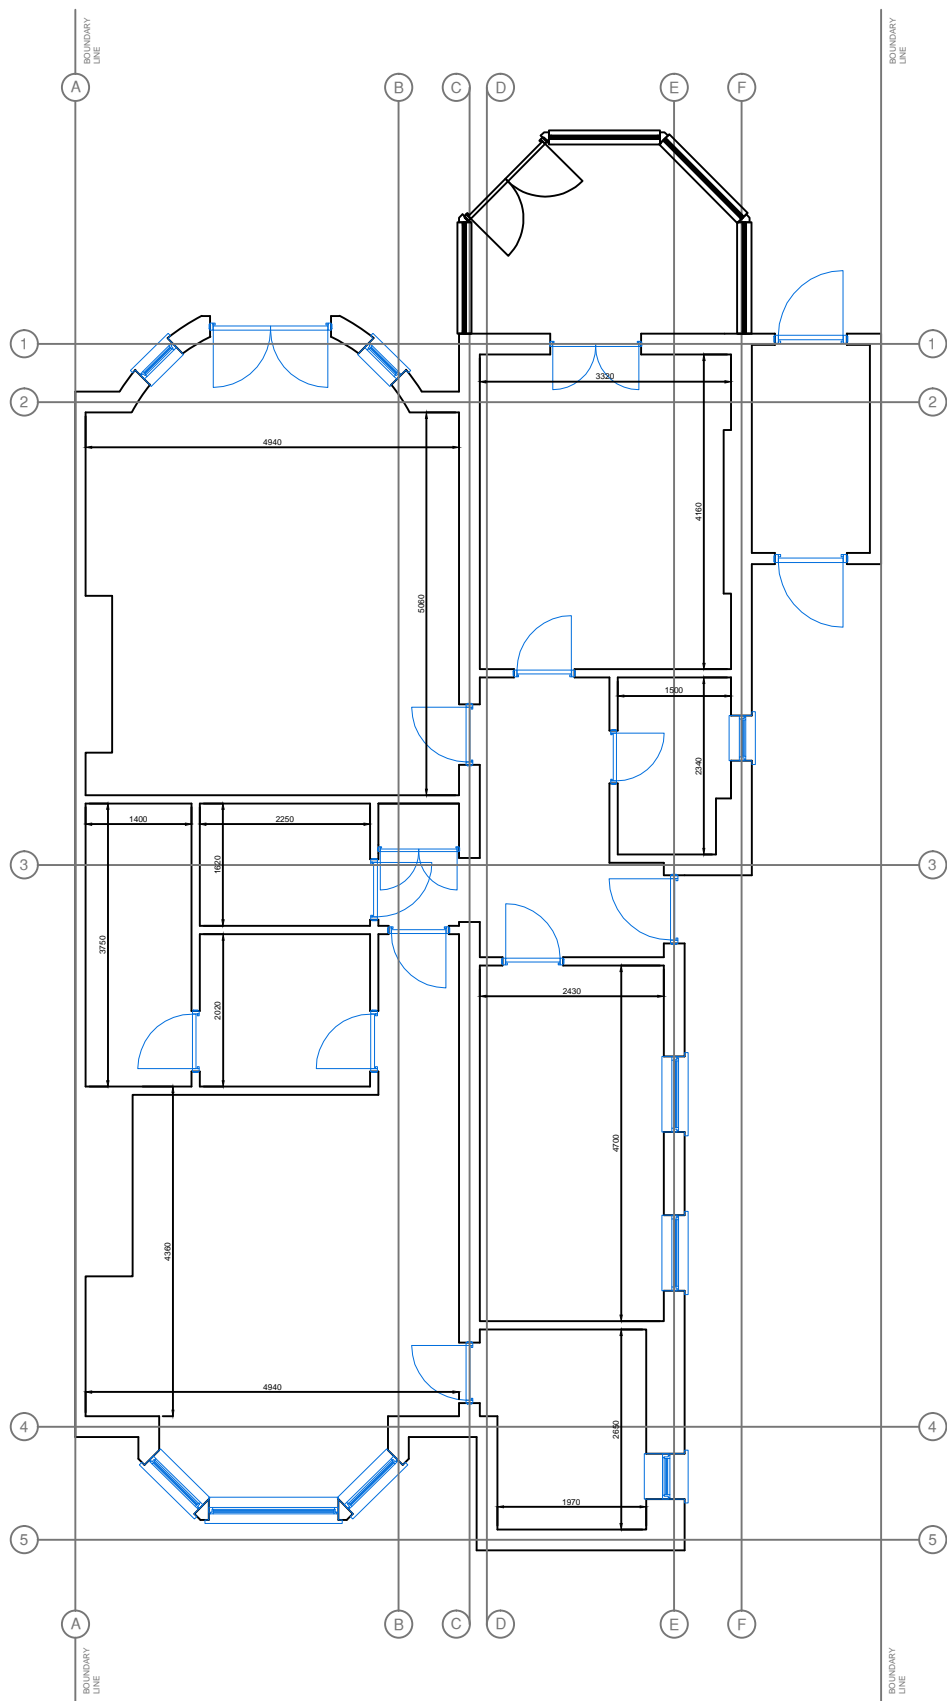 BOUNDARY
LINE
BOUNDARY
LINE
A
B
C
D
E
F
1
1
3320
2
2
4940
4160
5060
1500
2340
1400
2250
1620
3
3
3750
2430
2020
4700
4360
4940
4
4
2650
1970
5
5
A
B
C
D
E
F
BOUNDARY
LINE
BOUNDARY
LINE